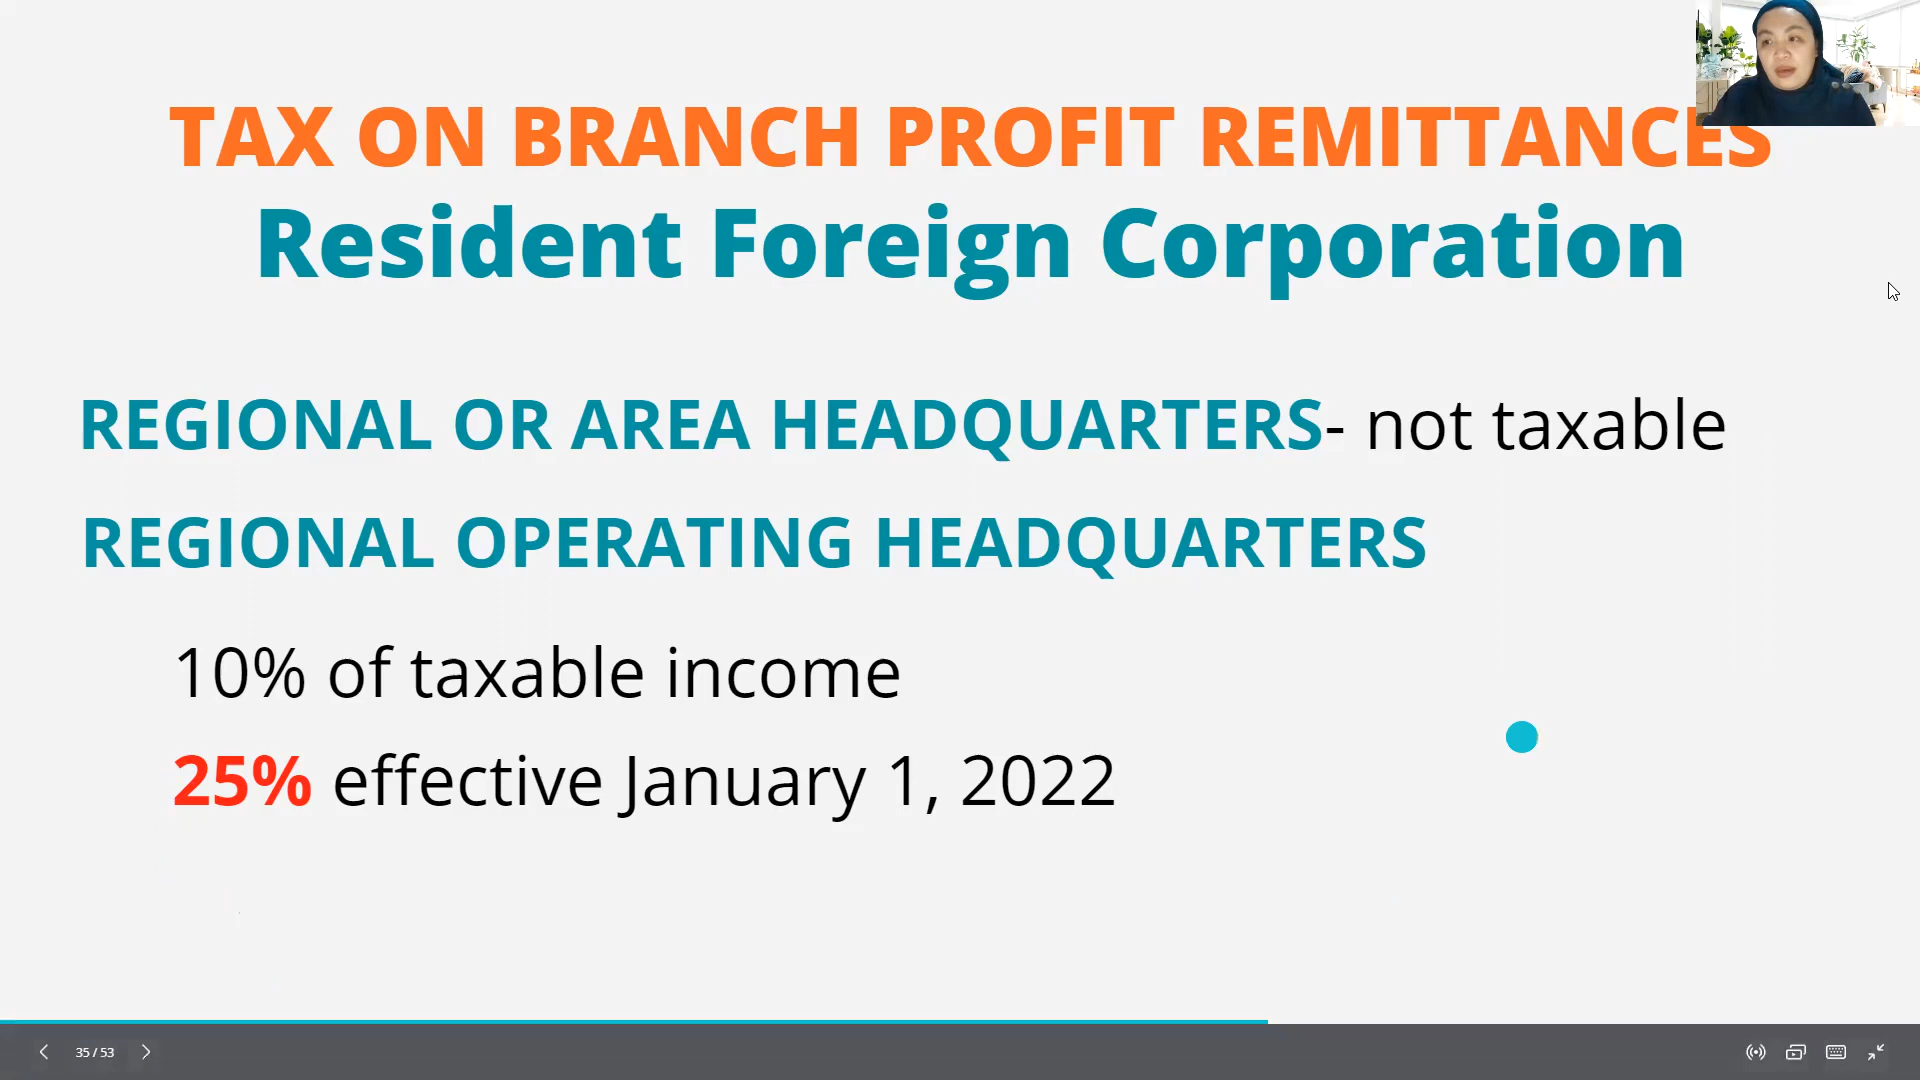 TAX ON BRANCH PROFIT REMITTANCES
Resident Foreign Corporation
REGIONAL OR AREA HEADQUARTERS- not taxable
REGIONAL OPERATING HEADQUARTERS
10% of taxable income
25% effective January 1, 2022
35 / 53